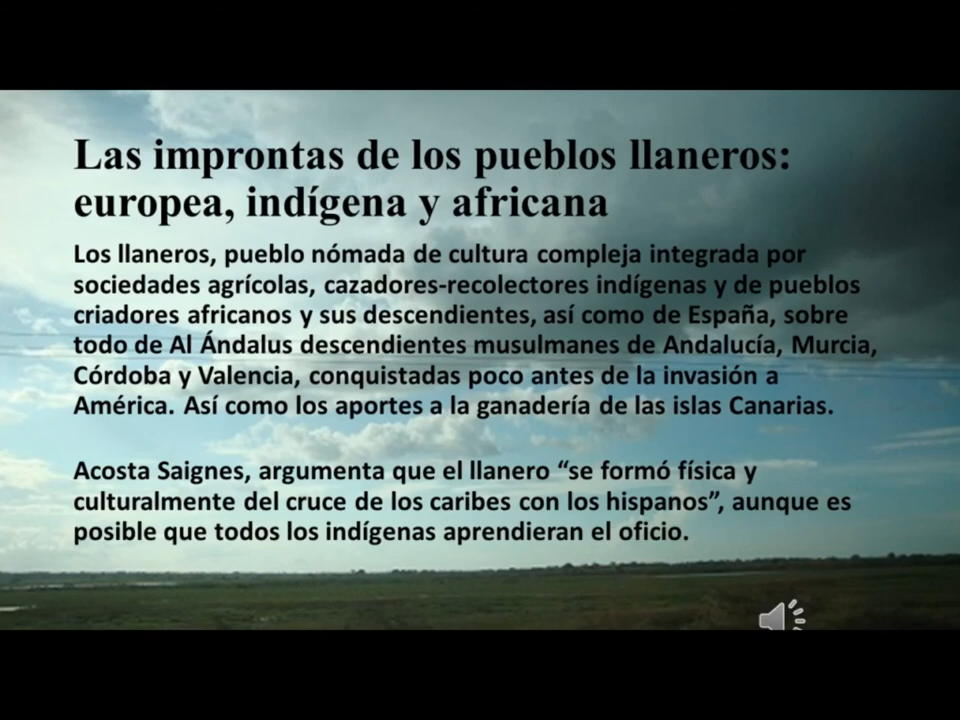 Las improntas de los pueblos llaneros:
europea, indígena y africana
Los llaneros, pueblo nómada de cultura compleja integrada por
sociedades agrícolas, cazadores-recolectores indígenas y de pueblos
criadores africanos y sus descendientes, así como de España, sobre
todo de Al Ándalus descendientes musulmanes de Andalucía, Murcia,
Córdoba y Valencia, conquistadas poco antes de la invasión a
América. Así como los aportes a la ganadería de las islas Canarias.
Acosta Saignes, argumenta que el llanero “se formó física y
culturalmente del cruce de los caribes con los hispanos”, aunque es
posible que todos los indígenas aprendieran el oficio.